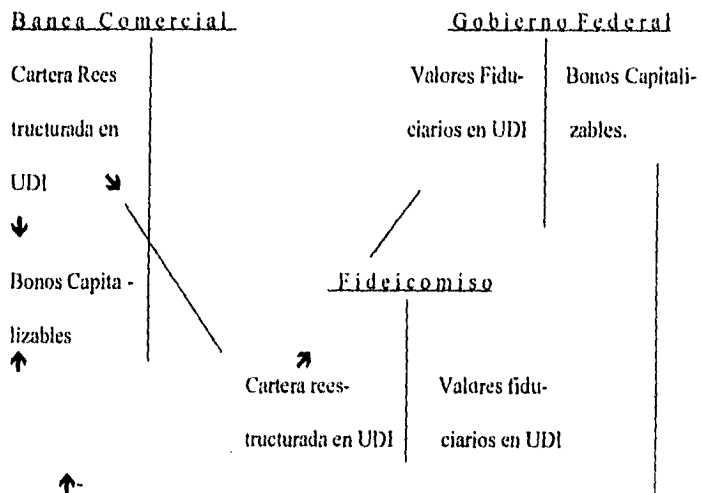 Banca Comercial
Cartera Rees
tructurada en
UDI
Bonos Capita -
lizables
Gobierno Federal
Valores Fidu-
ciarios en UDI
Bonos Capitali-
zables.
Fideicomiso
Cartera rees-
tructurada en UDI
Valores fidu-
ciarios en UDI